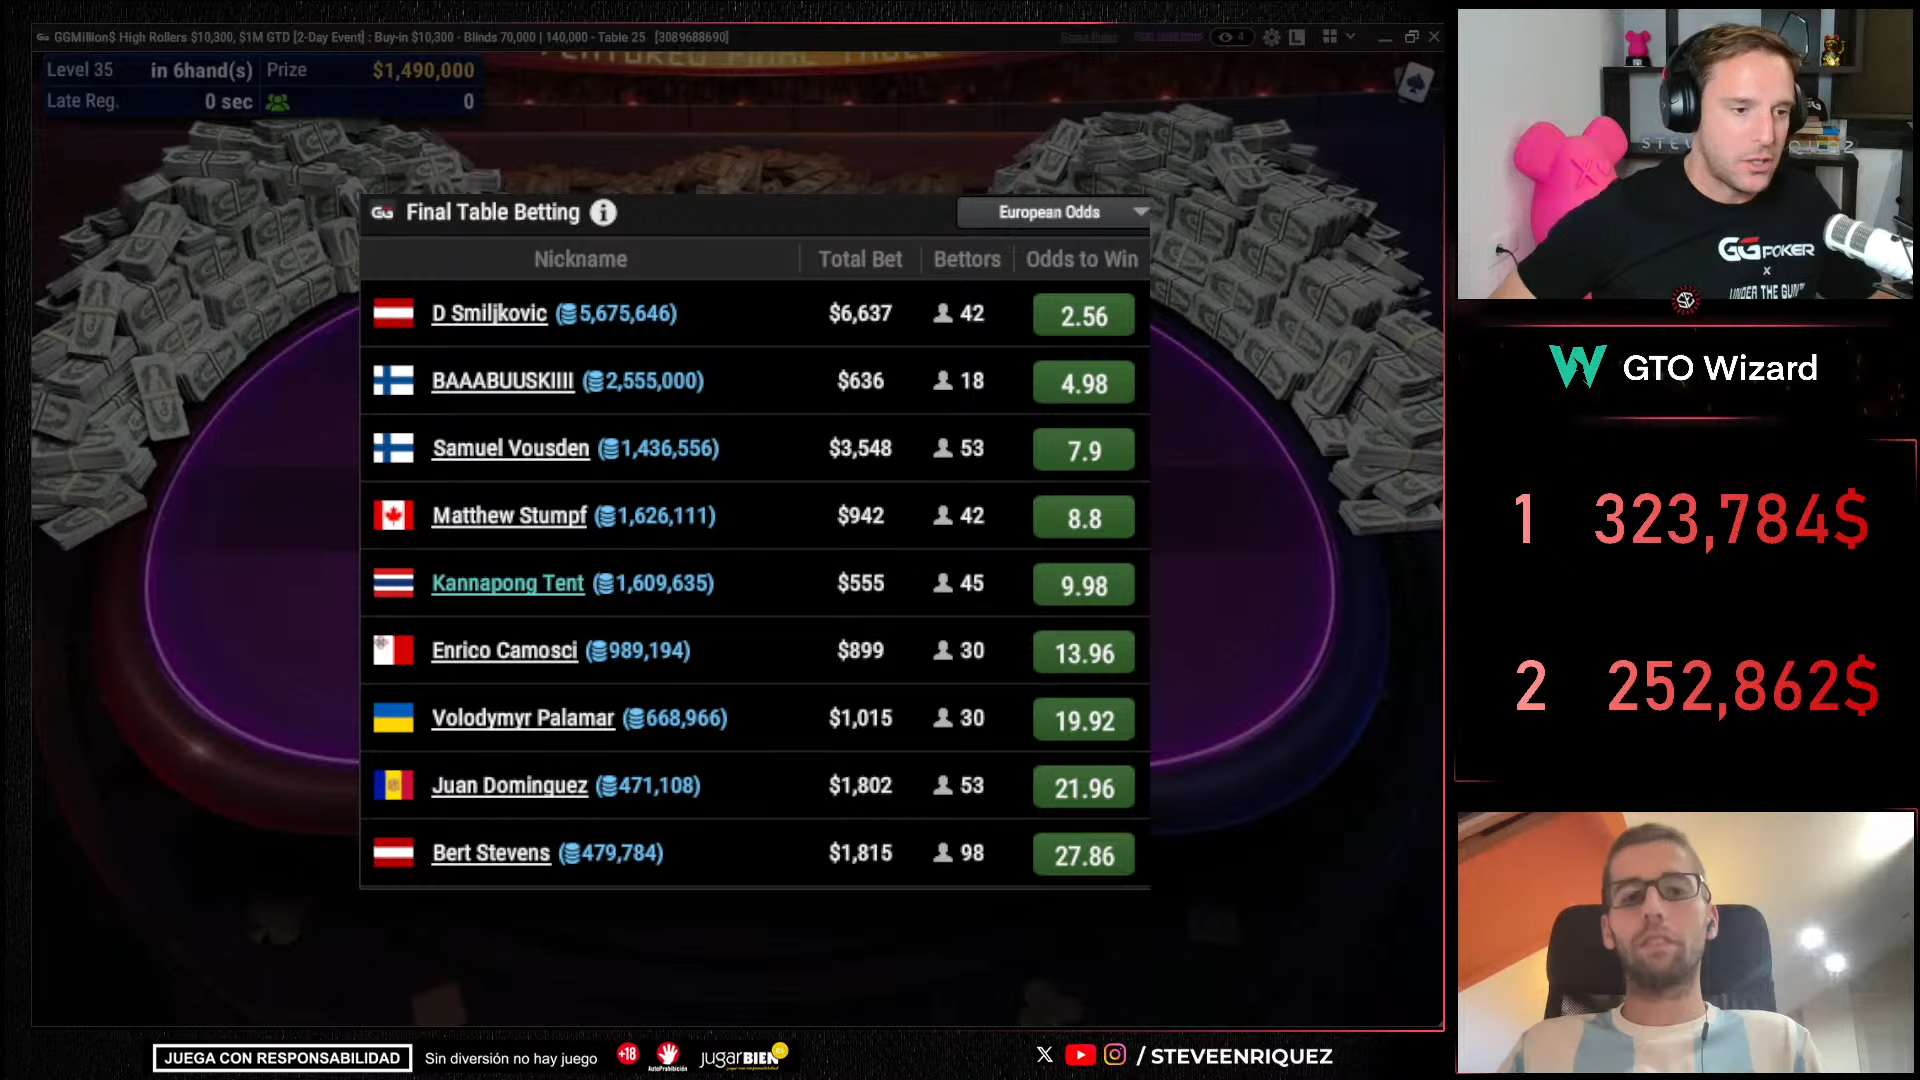 GG GGMillion$ High Rollers $10,300, $1M GTD [2-Day Event] : Buy-in $10,300 - Blinds 70,000 | 140,000 - Table 25 [3089688690]
4
Level 35 in 6hand(s) Prize $1,490,000
Late Reg. 0 sec 0
GG Final Table Betting i European Odds
Nickname Total Bet Bettors Odds to Win
D Smiljkovic (5,675,646) $6,637 42 2.56
BAAABUUSKIIII (2,555,000) $636 18 4.98
Samuel Vousden (1,436,556) $3,548 53 7.9
Matthew Stumpf (1,626,111) $942 42 8.8
Kannapong Tent (1,609,635) $555 45 9.98
Enrico Camosci (989,194) $899 30 13.96
Volodymyr Palamar (668,966) $1,015 30 19.92
Juan Dominguez (471,108) $1,802 53 21.96
Bert Stevens (479,784) $1,815 98 27.86
GGPOKER
X
UNDER THE GUN
GTO Wizard
1 323,784$
2 252,862$
JUEGA CON RESPONSABILIDAD Sin diversión no hay juego +18 AutoProhibición jugarBIEN
/ STEVEENRIQUEZ